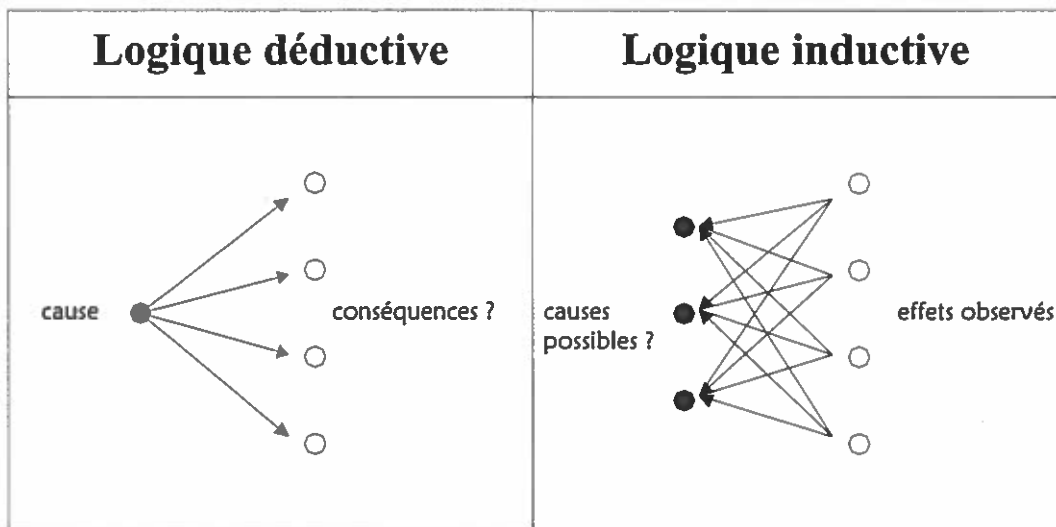 Logique déductive
Logique inductive
cause
conséquences ?
causes
possibles ?
effets observés